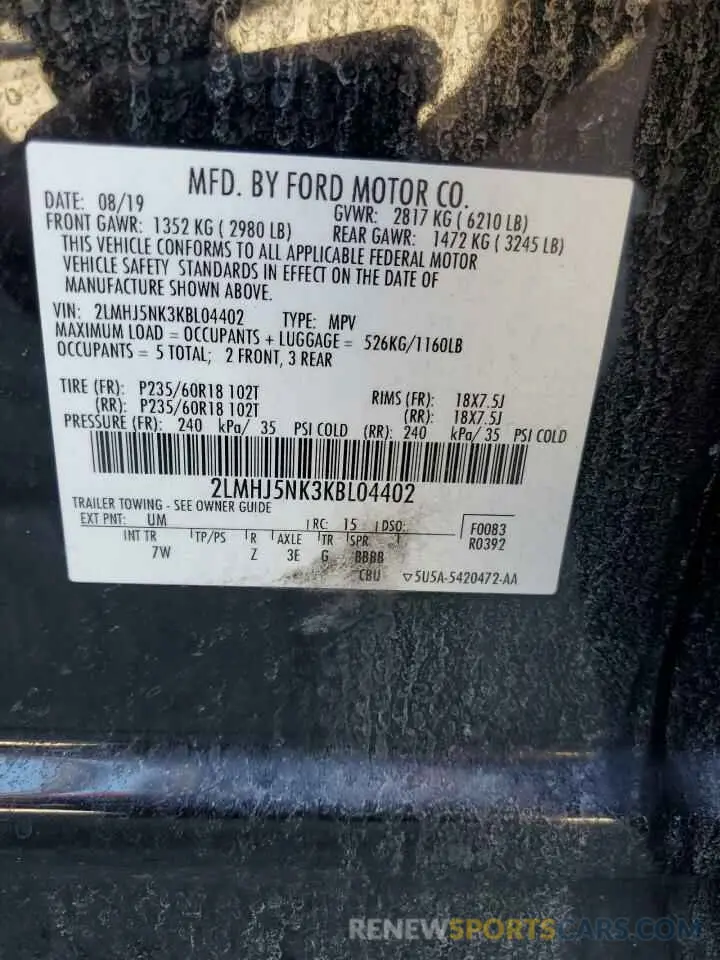 MFD. BY FORD MOTOR CO.
DATE: 08/19 GVWR: 2817 KG ( 6210 LB)
FRONT GAWR: 1352 KG ( 2980 LB) REAR GAWR: 1472 KG ( 3245 LB)
THIS VEHICLE CONFORMS TO ALL APPLICABLE FEDERAL MOTOR
VEHICLE SAFETY STANDARDS IN EFFECT ON THE DATE OF
MANUFACTURE SHOWN ABOVE.
VIN: 2LMHJ5NK3KBL04402 TYPE: MPV
MAXIMUM LOAD = OCCUPANTS + LUGGAGE = 526KG/1160LB
OCCUPANTS = 5 TOTAL; 2 FRONT, 3 REAR
TIRE (FR): P235/60R18 102T RIMS (FR): 18X7.5J
(RR): P235/60R18 102T (RR): 18X7.5J
PRESSURE (FR): 240 kPa/ 35 PSI COLD (RR): 240 kPa/ 35 PSI COLD
2LMHJ5NK3KBL04402
TRAILER TOWING - SEE OWNER GUIDE
EXT PNT: UM RC: 15 DSO: F0083
INT TR TP/PS R AXLE TR SPR R0392
7W Z 3E G BBBB
CBU 5U5A-5420472-AA
RENEWSPORTSCARS.COM